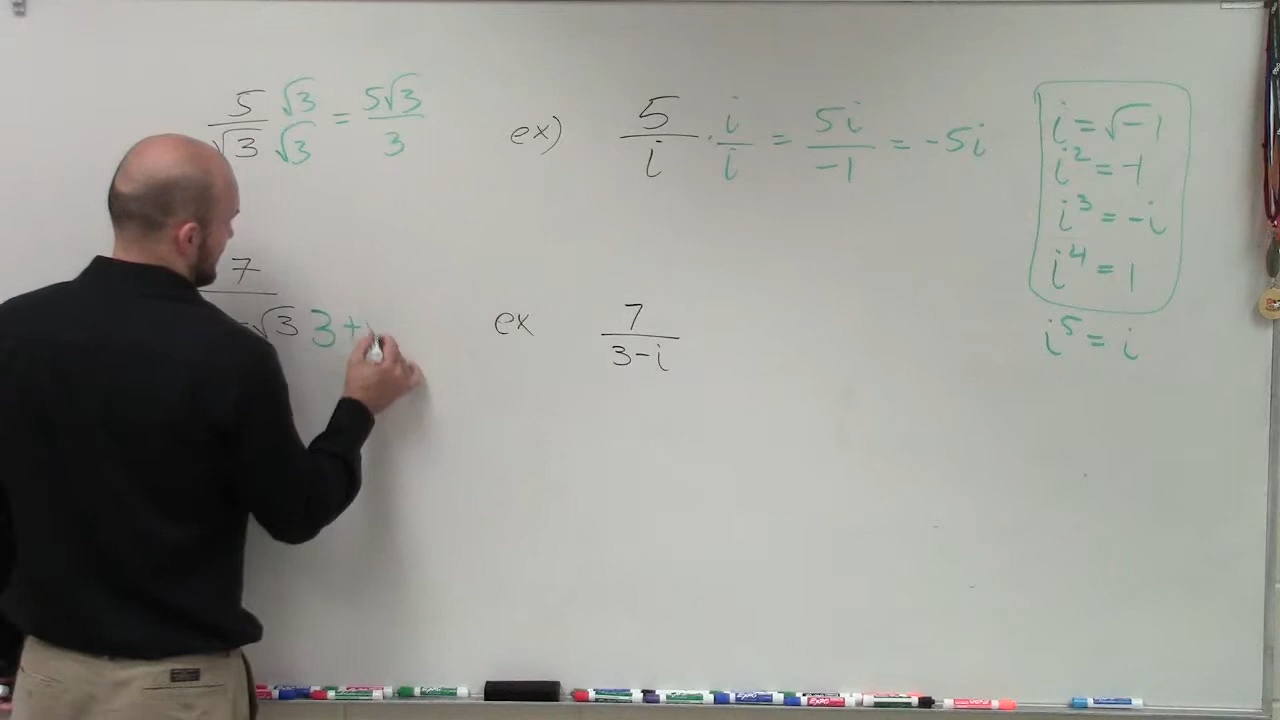 5/√3 √3/√3 = 5√3/3
ex) 5/i · i/i = 5i/-1 = -5i
i = √-1
i² = -1
i³ = -i
i⁴ = 1
i⁵ = i
7/-√3 3+
ex 7/3-i